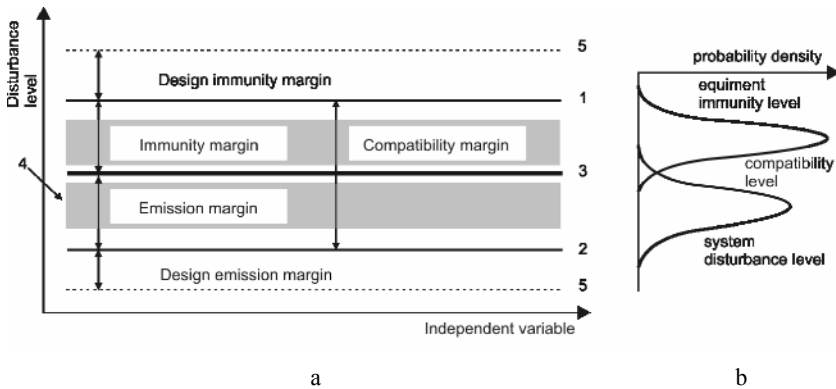 Disturbance
level
5
Design immunity margin
1
Immunity margin
Compatibility margin
4
3
Emission margin
2
Design emission margin
5
Independent variable
a
probability density
equiment
immunity level
compatibility
level
system
disturbance level
b